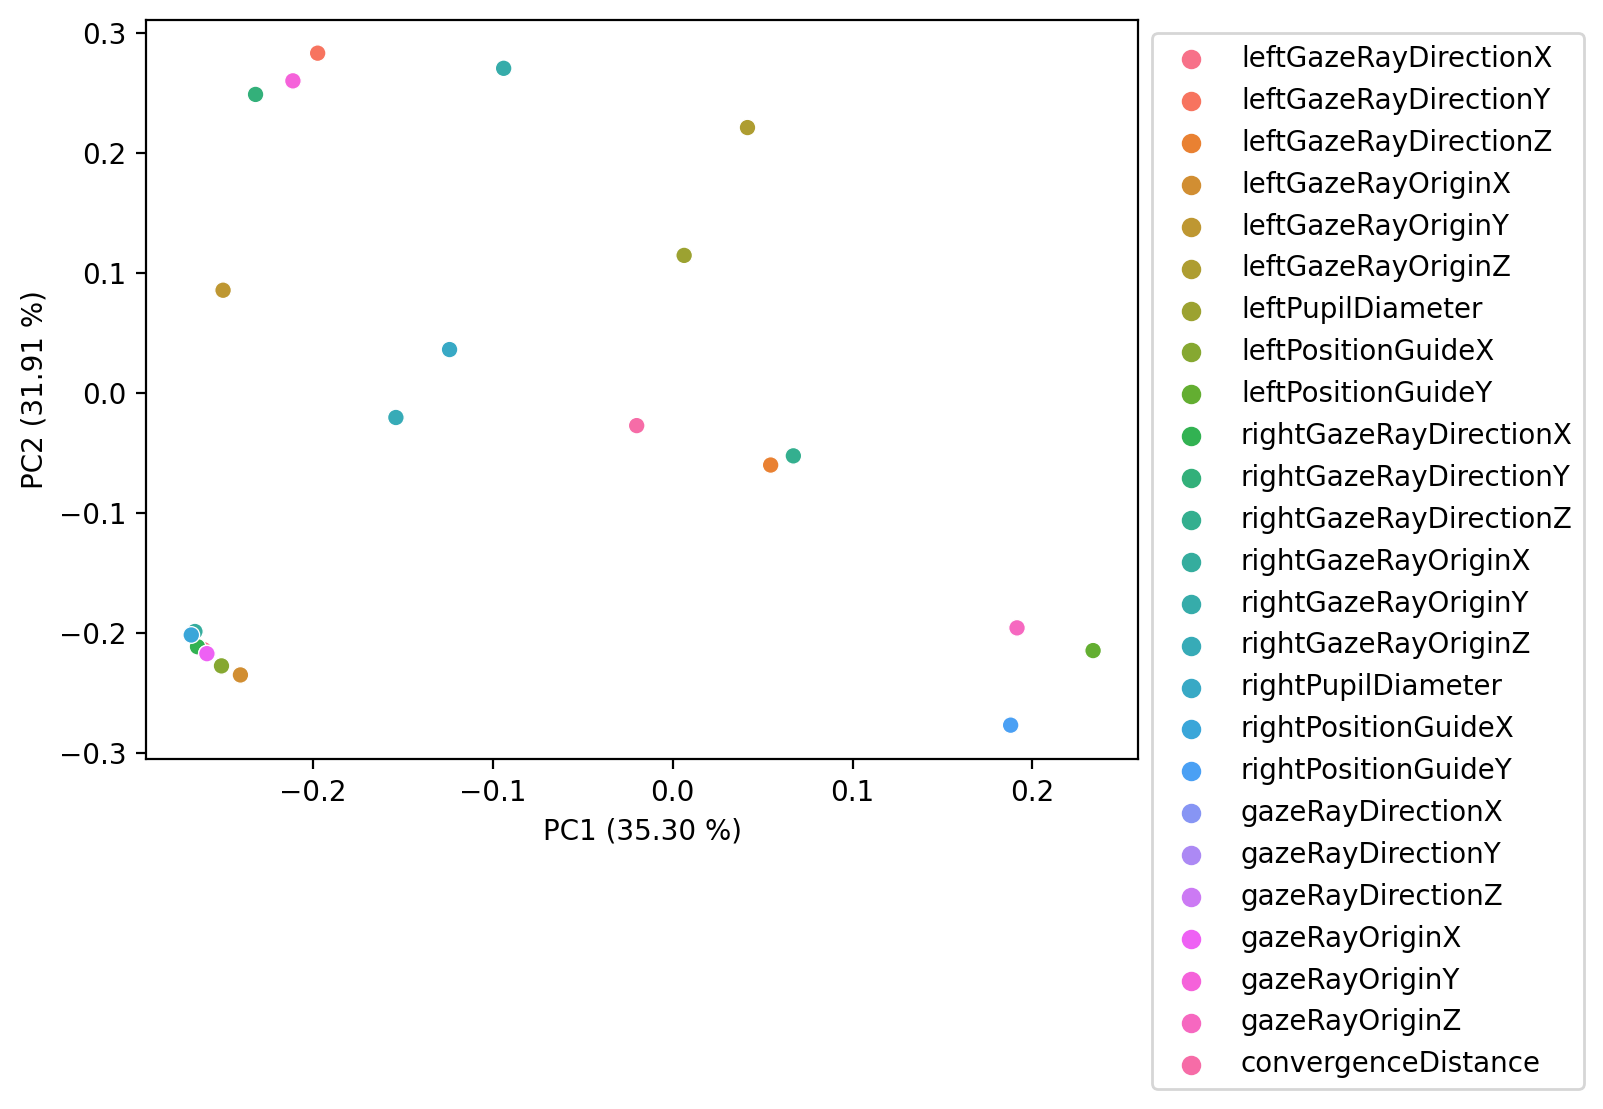 0.3
0.2
0.1
0.0
−0.1
−0.2
−0.3
PC2 (31.91 %)
−0.2
−0.1
0.0
0.1
0.2
PC1 (35.30 %)
leftGazeRayDirectionX
leftGazeRayDirectionY
leftGazeRayDirectionZ
leftGazeRayOriginX
leftGazeRayOriginY
leftGazeRayOriginZ
leftPupilDiameter
leftPositionGuideX
leftPositionGuideY
rightGazeRayDirectionX
rightGazeRayDirectionY
rightGazeRayDirectionZ
rightGazeRayOriginX
rightGazeRayOriginY
rightGazeRayOriginZ
rightPupilDiameter
rightPositionGuideX
rightPositionGuideY
gazeRayDirectionX
gazeRayDirectionY
gazeRayDirectionZ
gazeRayOriginX
gazeRayOriginY
gazeRayOriginZ
convergenceDistance